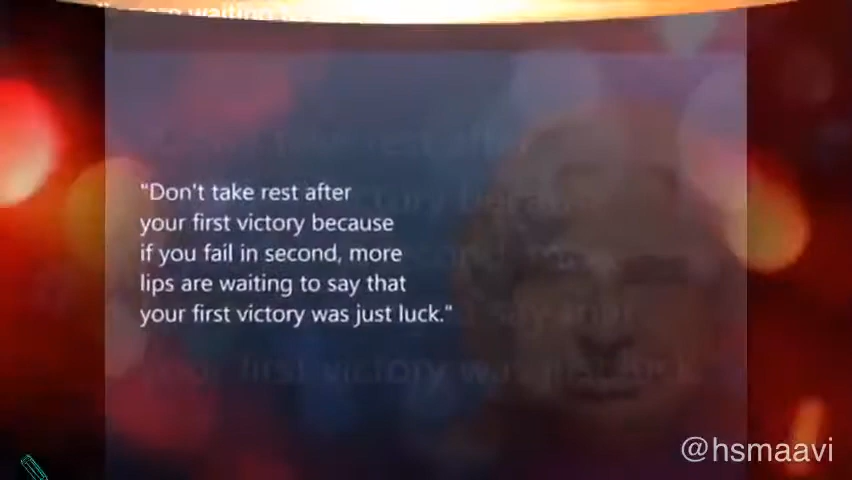 "Don't take rest after
your first victory because
if you fail in second, more
lips are waiting to say that
your first victory was just luck."
@hsmaavi